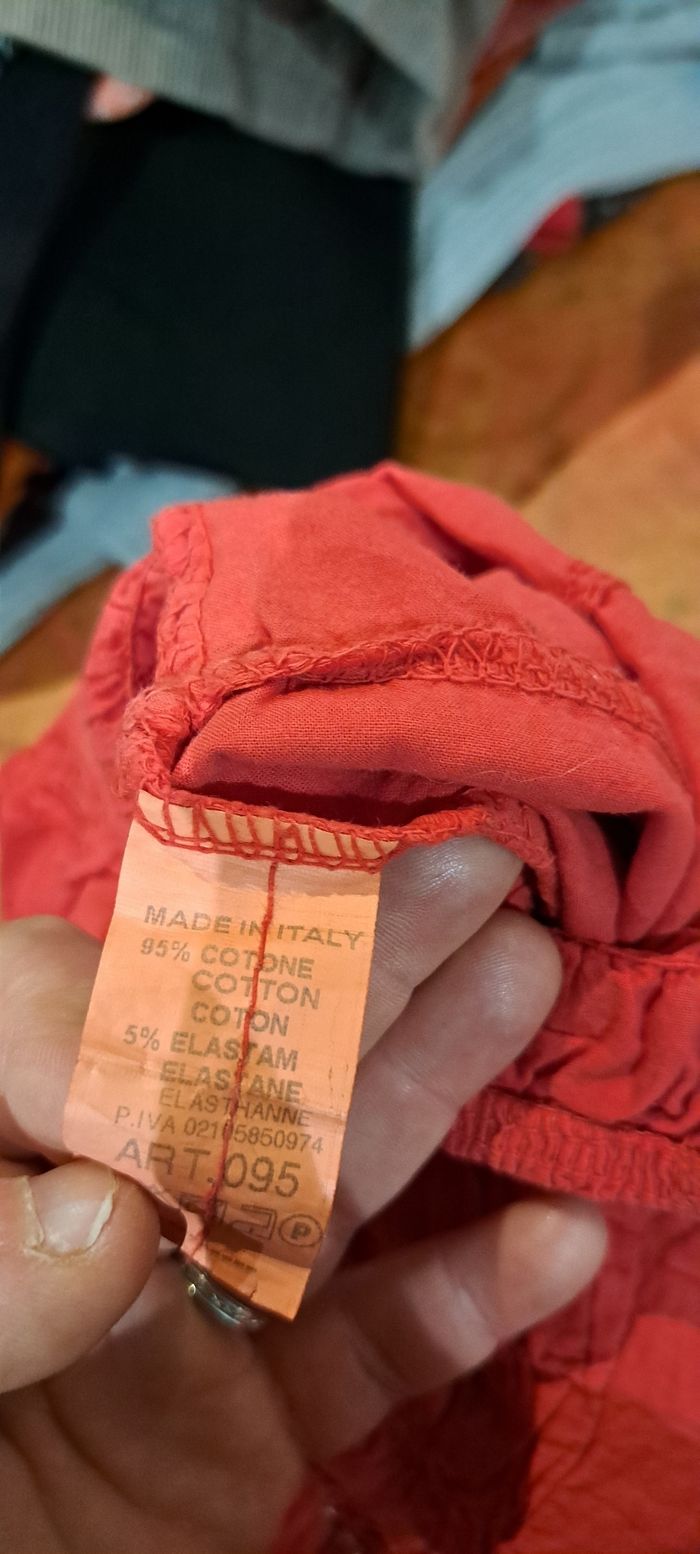 MADE IN ITALY
95% COTONE
COTTON
COTON
5% ELASTAM
ELASTANE
ELASTHANNE
P.IVA 02105850974
ART.095
P